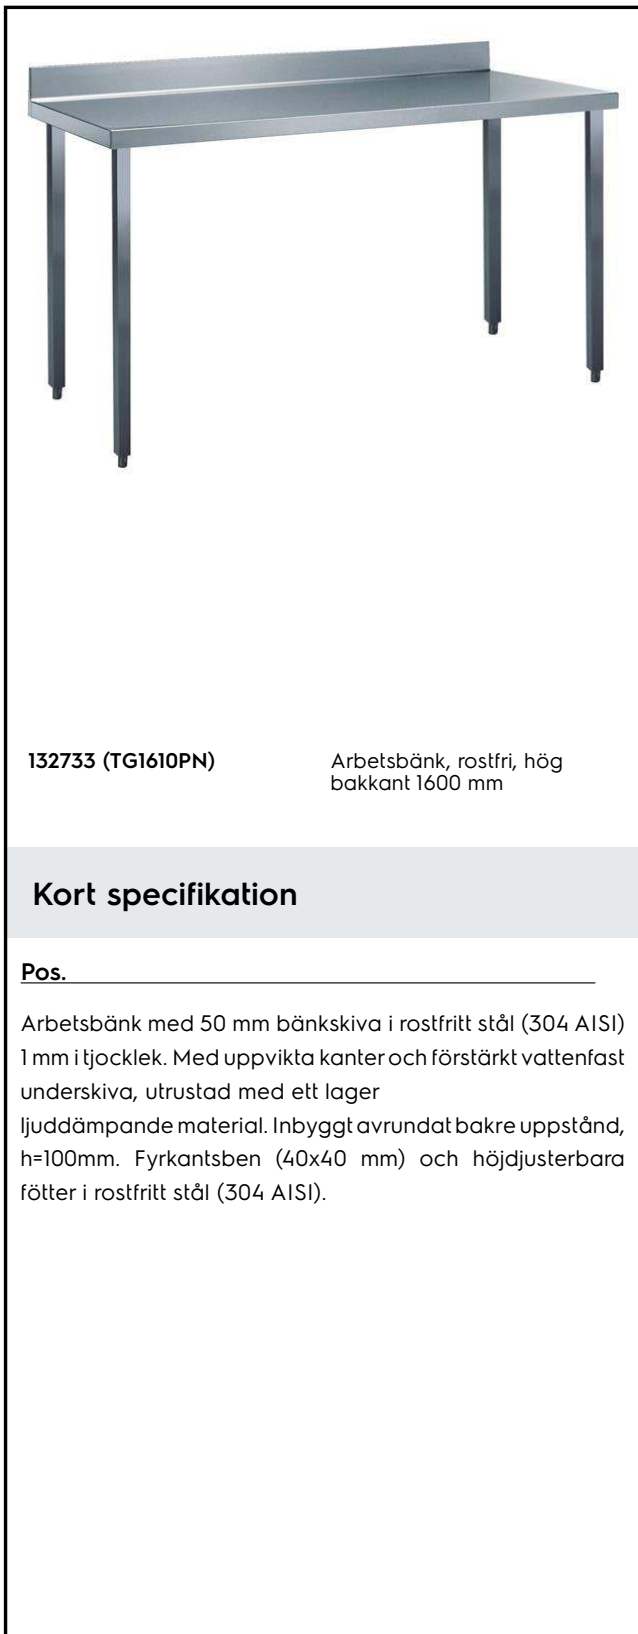 132733 (TG1610PN)
Arbetsbänk, rostfri, hög
bakkant 1600 mm
Kort specifikation
Pos.
Arbetsbänk med 50 mm bänkskiva i rostfritt stål (304 AISI)
1 mm i tjocklek. Med uppvikta kanter och förstärkt vattenfast
underskiva, utrustad med ett lager
ljuddämpande material. Inbyggt avrundat bakre uppstånd,
h=100mm. Fyrkantsben (40x40 mm) och höjdjusterbara
fötter i rostfritt stål (304 AISI).